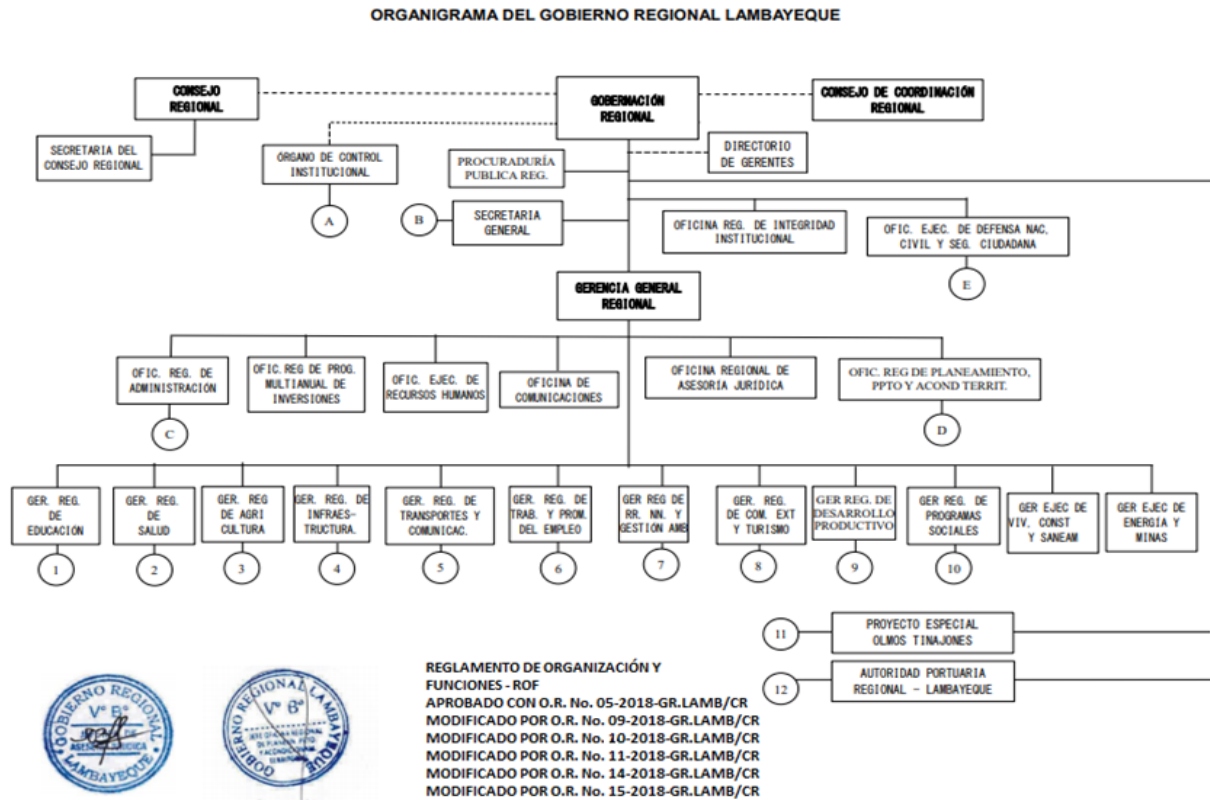 ORGANIGRAMA DEL GOBIERNO REGIONAL LAMBAYEQUE
CONSEJO
REGIONAL
GOBERNACIÓN
REGIONAL
CONSEJO DE COORDINACIÓN
REGIONAL
SECRETARIA DEL
CONSEJO REGIONAL
ÓRGANO DE CONTROL
INSTITUCIONAL
A
PROCURADURÍA
PUBLICA REG.
DIRECTORIO
DE GERENTES
B
SECRETARIA
GENERAL
OFICINA REG. DE INTEGRIDAD
INSTITUCIONAL
OFIC. EJEC. DE DEFENSA NAC,
CIVIL Y SEG. CIUDADANA
E
GERENCIA GENERAL
REGIONAL
OFIC. REG. DE
ADMINISTRACION
C
OFIC. REG DE PROG.
MULTIANUAL DE
INVERSIONES
OFIC. EJEC. DE
RECURSOS HUMANOS
OFICINA DE
COMUNICACIONES
OFICINA REGIONAL DE
ASESORÍA JURÍDICA
OFIC. REG DE PLANEAMIENTO,
PPTO Y ACOND TERRIT.
D
GER. REG.
DE
EDUCACIÓN
1
GER. REG.
DE
SALUD
2
GER. REG
DE AGRI
CULTURA
3
GER. REG. DE
INFRAES-
TRUCTURA.
4
GER. REG. DE
TRANSPORTES Y
COMUNICAC.
5
GER. REG. DE
TRAB. Y PROM.
DEL EMPLEO
6
GER REG DE
RR. NN. Y
GESTIÓN AMB
7
GER. REG.
DE COM. EXT
Y TURISMO
8
GER REG. DE
DESARROLLO
PRODUCTIVO
9
GER REG. DE
PROGRAMAS
SOCIALES
10
GER EJEC DE
VIV, CONST
Y SANEAM
GER EJEC DE
ENERGIA Y
MINAS
11
PROYECTO ESPECIAL
OLMOS TINAJONES
12
AUTORIDAD PORTUARIA
REGIONAL - LAMBAYEQUE
GOBIERNO REGIONAL
V° B°
LAMBAYEQUE
GOBIERNO REGIONAL LAMBAYEQUE
V° B°
REGLAMENTO DE ORGANIZACIÓN Y
FUNCIONES - ROF
APROBADO CON O.R. No. 05-2018-GR.LAMB/CR
MODIFICADO POR O.R. No. 09-2018-GR.LAMB/CR
MODIFICADO POR O.R. No. 10-2018-GR.LAMB/CR
MODIFICADO POR O.R. No. 11-2018-GR.LAMB/CR
MODIFICADO POR O.R. No. 14-2018-GR.LAMB/CR
MODIFICADO POR O.R. No. 15-2018-GR.LAMB/CR